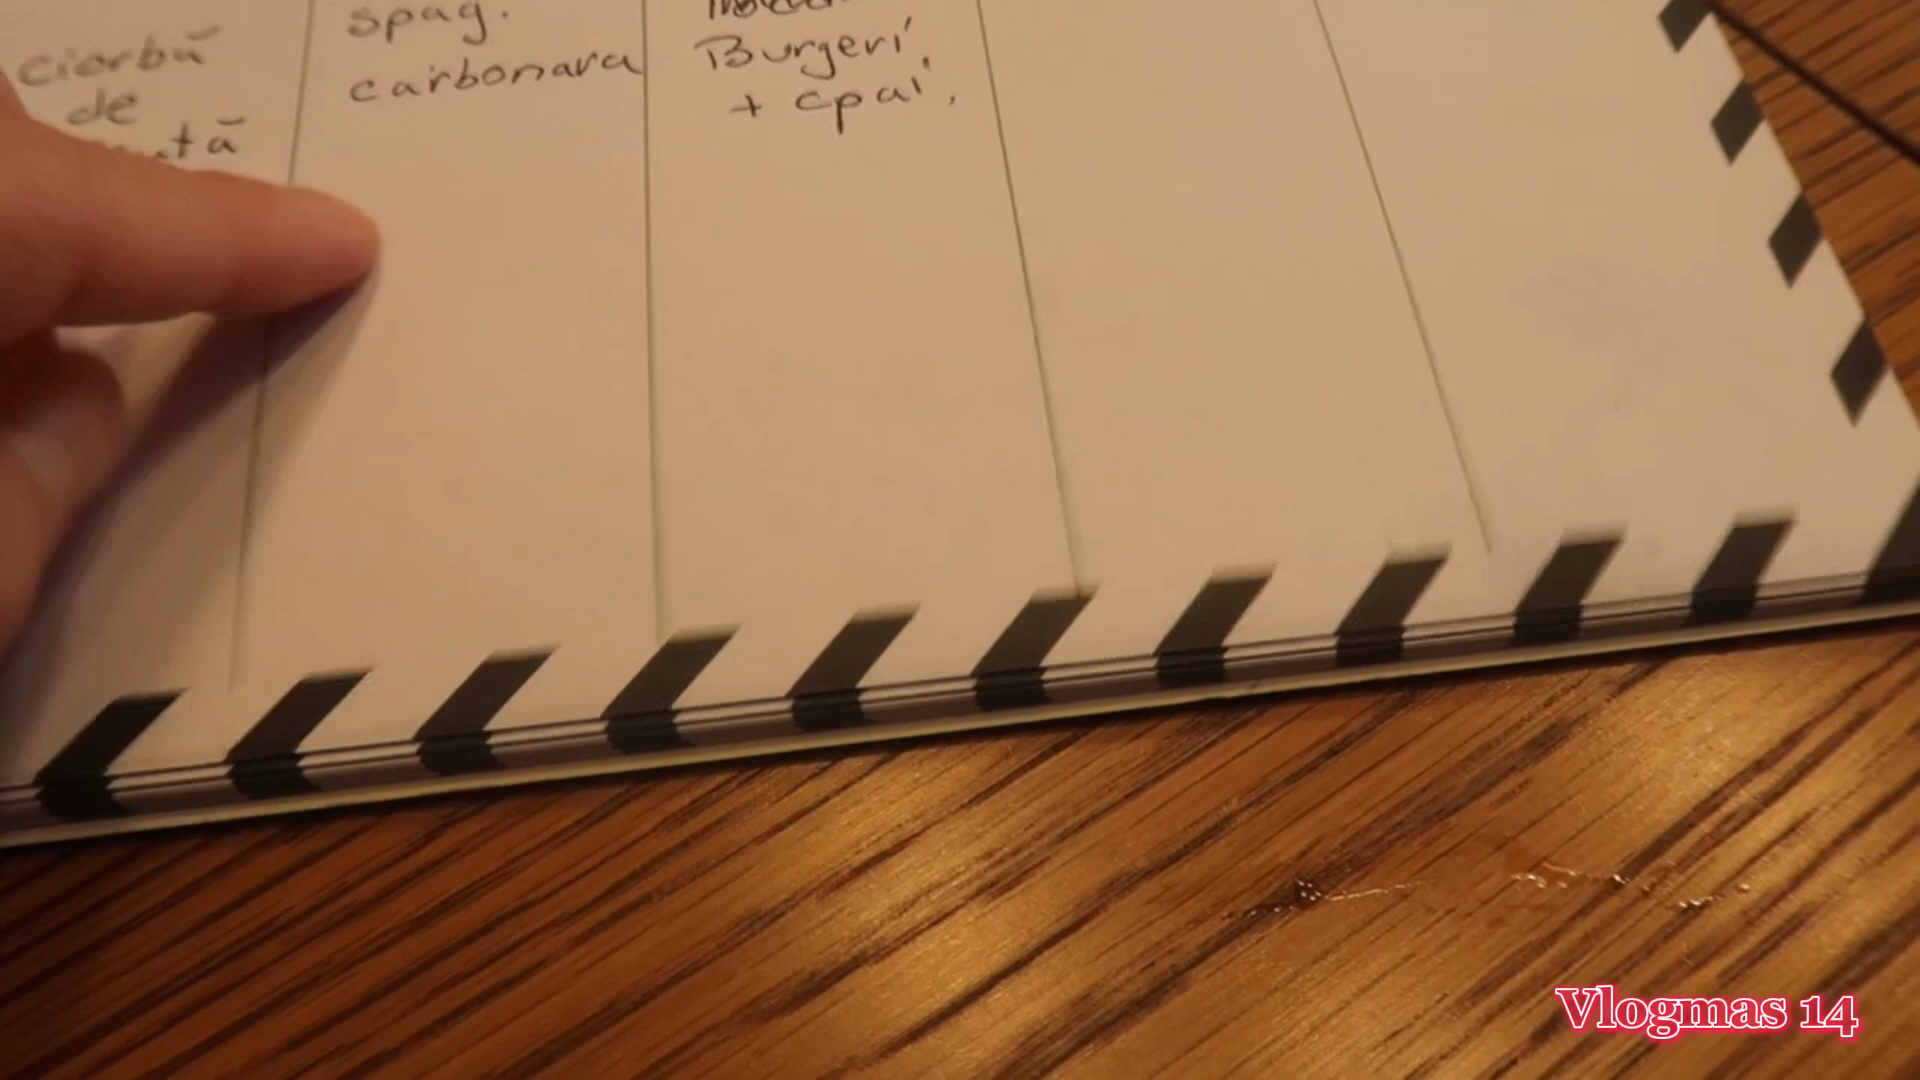 ciorbă
de
spag.
carbonara
Burgeri
+ cpai.
Vlogmas 14